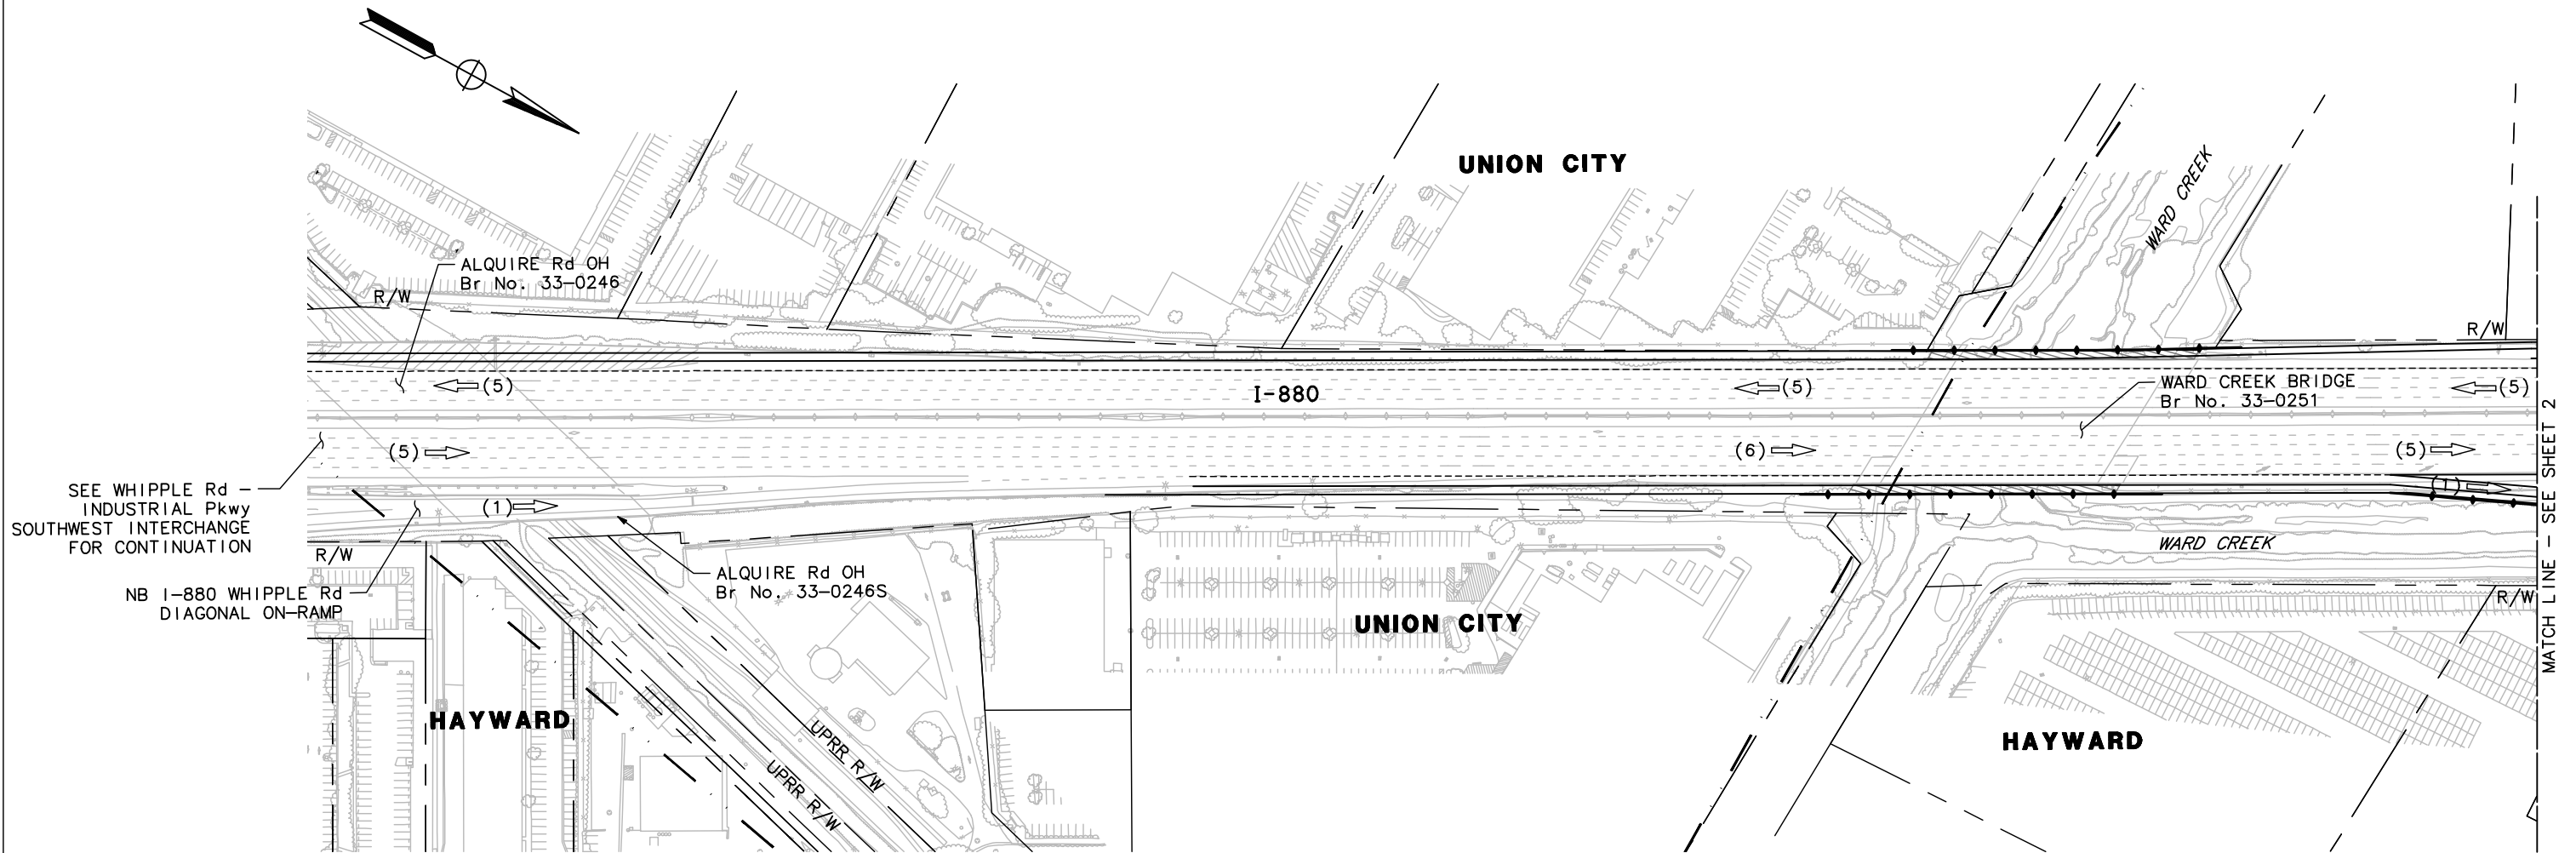 UNION CITY
WARD CREEK
ALQUIRE Rd OH
Br No. 33-0246
R/W
R/W
(5)
I-880
(5)
WARD CREEK BRIDGE
Br No. 33-0251
(5)
(5)
(6)
(5)
SEE WHIPPLE Rd -
INDUSTRIAL Pkwy
SOUTHWEST INTERCHANGE
FOR CONTINUATION
(1)
(1)
R/W
WARD CREEK
NB I-880 WHIPPLE Rd
DIAGONAL ON-RAMP
ALQUIRE Rd OH
Br No. 33-0246S
R/W
UNION CITY
HAYWARD
UPRR R/W
UPRR R/W
HAYWARD
MATCH LINE - SEE SHEET 2